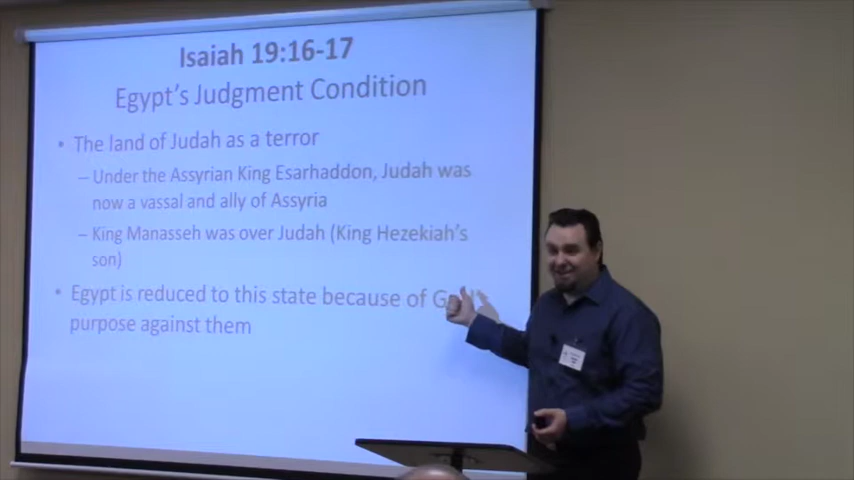 Isaiah 19:16-17
Egypt's Judgment Condition
• The land of Judah as a terror
– Under the Assyrian King Esarhaddon, Judah was
now a vassal and ally of Assyria
– King Manasseh was over Judah (King Hezekiah's
son)
• Egypt is reduced to this state because of
purpose against them